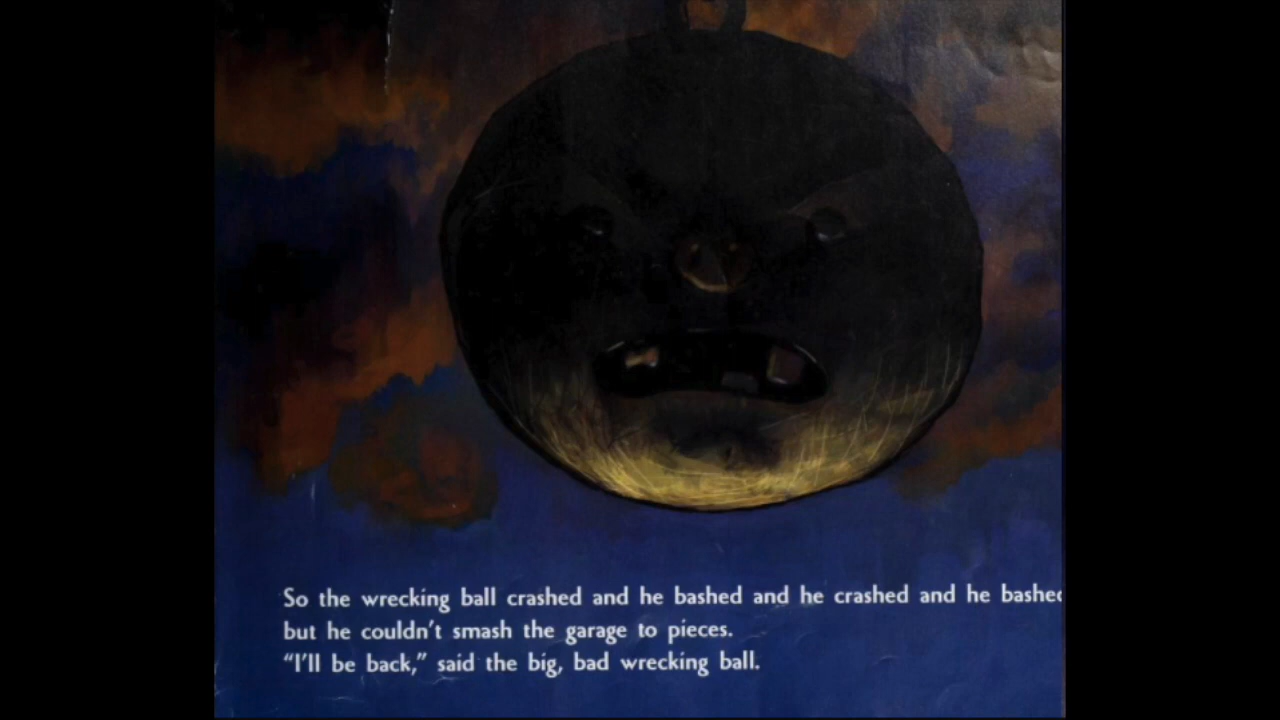 So the wrecking ball crashed and he bashed and he crashed and he bashed
but he couldn't smash the garage to pieces.
“I'll be back,” said the big, bad wrecking ball.